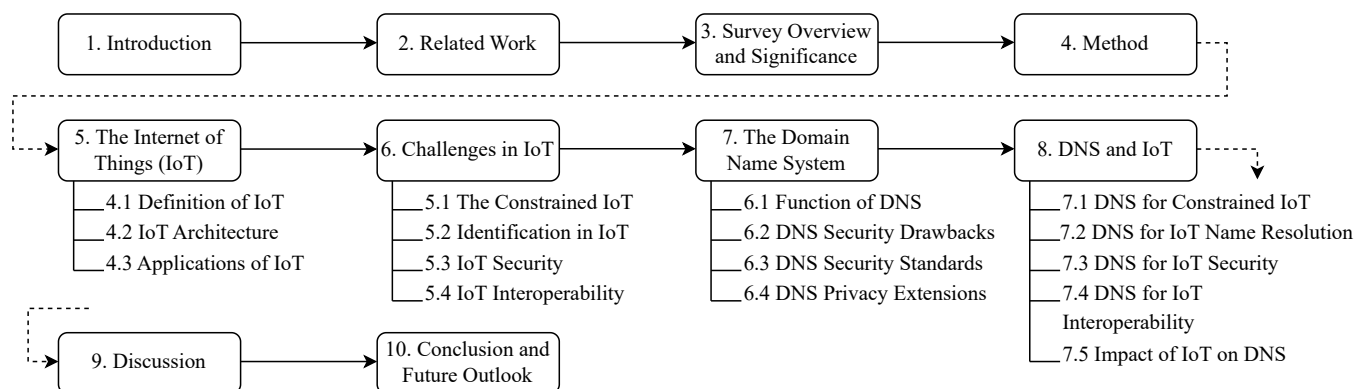 1. Introduction
2. Related Work
3. Survey Overview
and Significance
4. Method
5. The Internet of
Things (IoT)
4.1 Definition of IoT
4.2 IoT Architecture
4.3 Applications of IoT
6. Challenges in IoT
5.1 The Constrained IoT
5.2 Identification in IoT
5.3 IoT Security
5.4 IoT Interoperability
7. The Domain
Name System
6.1 Function of DNS
6.2 DNS Security Drawbacks
6.3 DNS Security Standards
6.4 DNS Privacy Extensions
8. DNS and IoT
7.1 DNS for Constrained IoT
7.2 DNS for IoT Name Resolution
7.3 DNS for IoT Security
7.4 DNS for IoT
Interoperability
7.5 Impact of IoT on DNS
9. Discussion
10. Conclusion and
Future Outlook